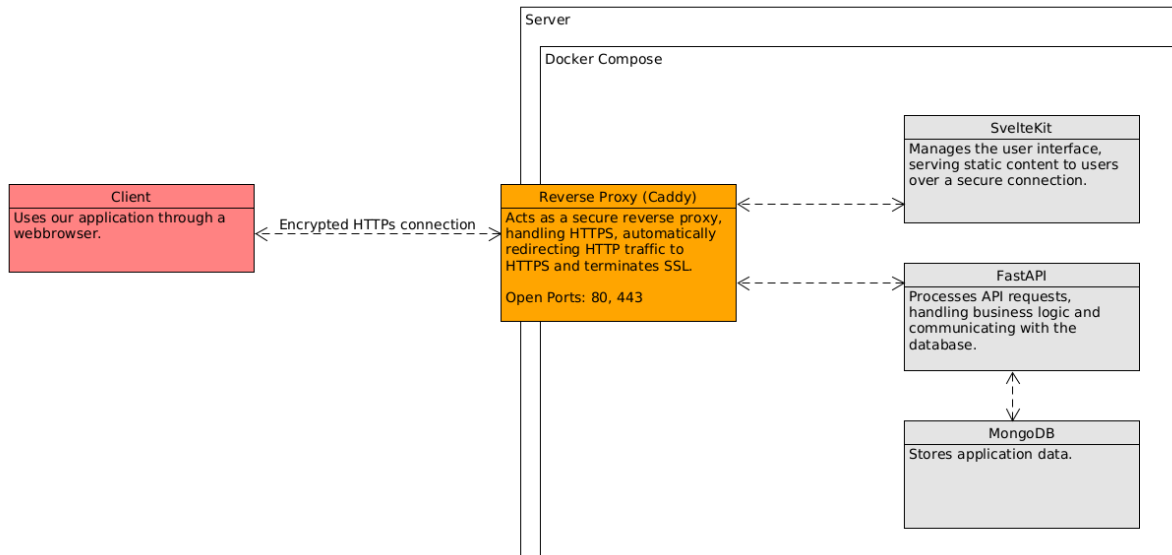 Server
Docker Compose
SvelteKit
Manages the user interface,
serving static content to users
over a secure connection.
Client
Uses our application through a
webbrowser.
Encrypted HTTPs connection
Reverse Proxy (Caddy)
Acts as a secure reverse proxy,
handling HTTPS, automatically
redirecting HTTP traffic to
HTTPS and terminates SSL.
Open Ports: 80, 443
FastAPI
Processes API requests,
handling business logic and
communicating with the
database.
MongoDB
Stores application data.